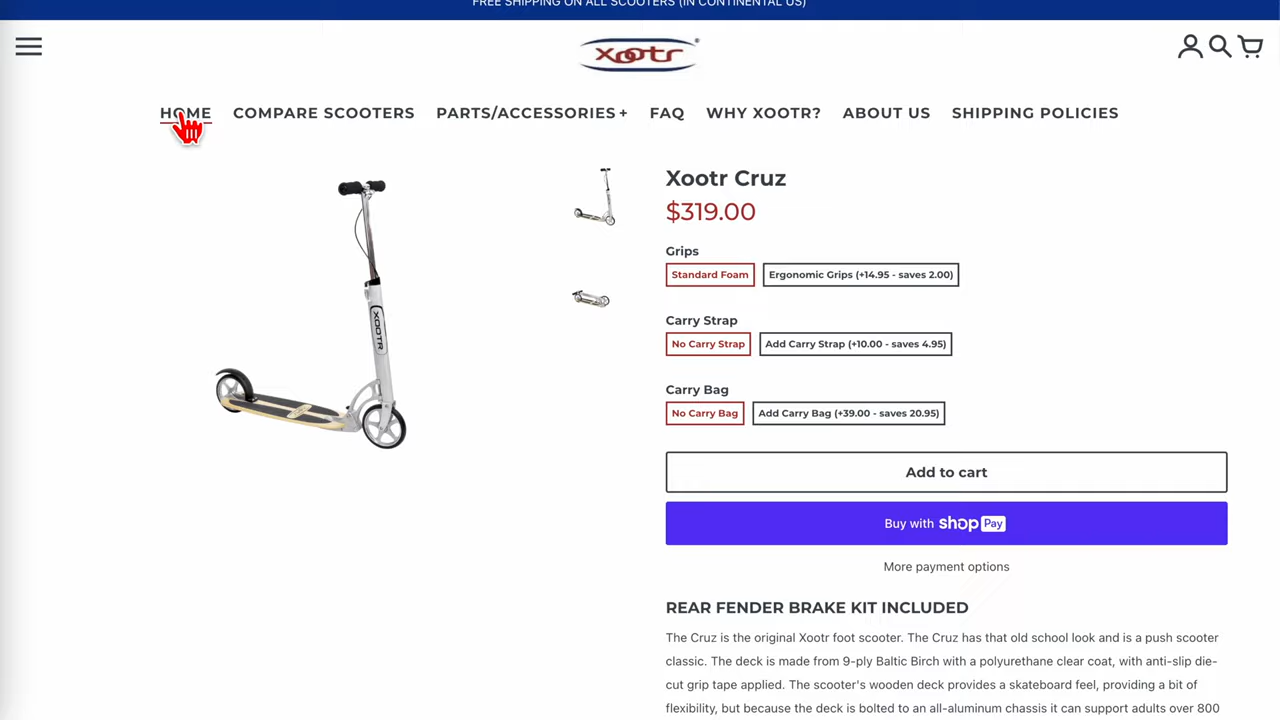 FREE SHIPPING ON ALL SCOOTERS (IN CONTINENTAL US)
xootr
HOME COMPARE SCOOTERS PARTS/ACCESSORIES + FAQ WHY XOOTR? ABOUT US SHIPPING POLICIES
XOOTR
Xootr Cruz
$319.00
Grips
Standard Foam Ergonomic Grips (+14.95 - saves 2.00)
Carry Strap
No Carry Strap Add Carry Strap (+10.00 - saves 4.95)
Carry Bag
No Carry Bag Add Carry Bag (+39.00 - saves 20.95)
Add to cart
Buy with shop Pay
More payment options
REAR FENDER BRAKE KIT INCLUDED
The Cruz is the original Xootr foot scooter. The Cruz has that old school look and is a push scooter
classic. The deck is made from 9-ply Baltic Birch with a polyurethane clear coat, with anti-slip die-
cut grip tape applied. The scooter's wooden deck provides a skateboard feel, providing a bit of
flexibility, but because the deck is bolted to an all-aluminum chassis it can support adults over 800